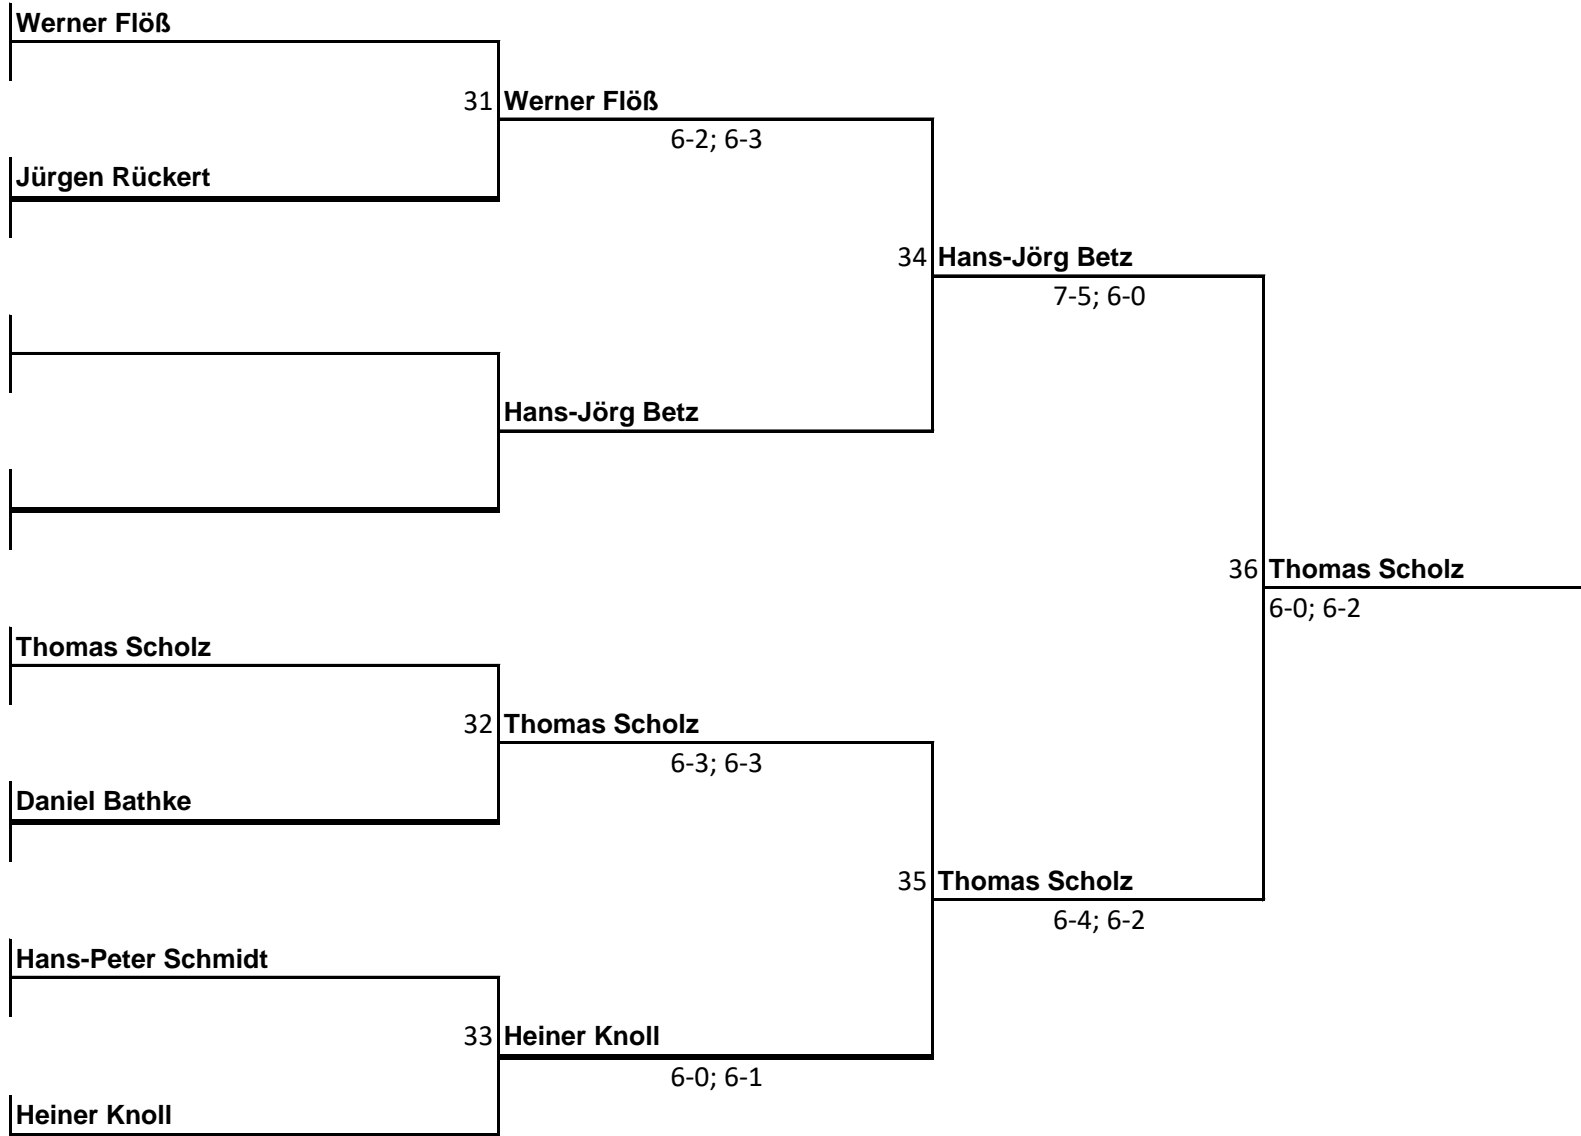 Werner Flöß
31 Werner Flöß
6-2; 6-3
Jürgen Rückert
34 Hans-Jörg Betz
7-5; 6-0
Hans-Jörg Betz
36 Thomas Scholz
6-0; 6-2
Thomas Scholz
32 Thomas Scholz
6-3; 6-3
Daniel Bathke
35 Thomas Scholz
6-4; 6-2
Hans-Peter Schmidt
33 Heiner Knoll
6-0; 6-1
Heiner Knoll